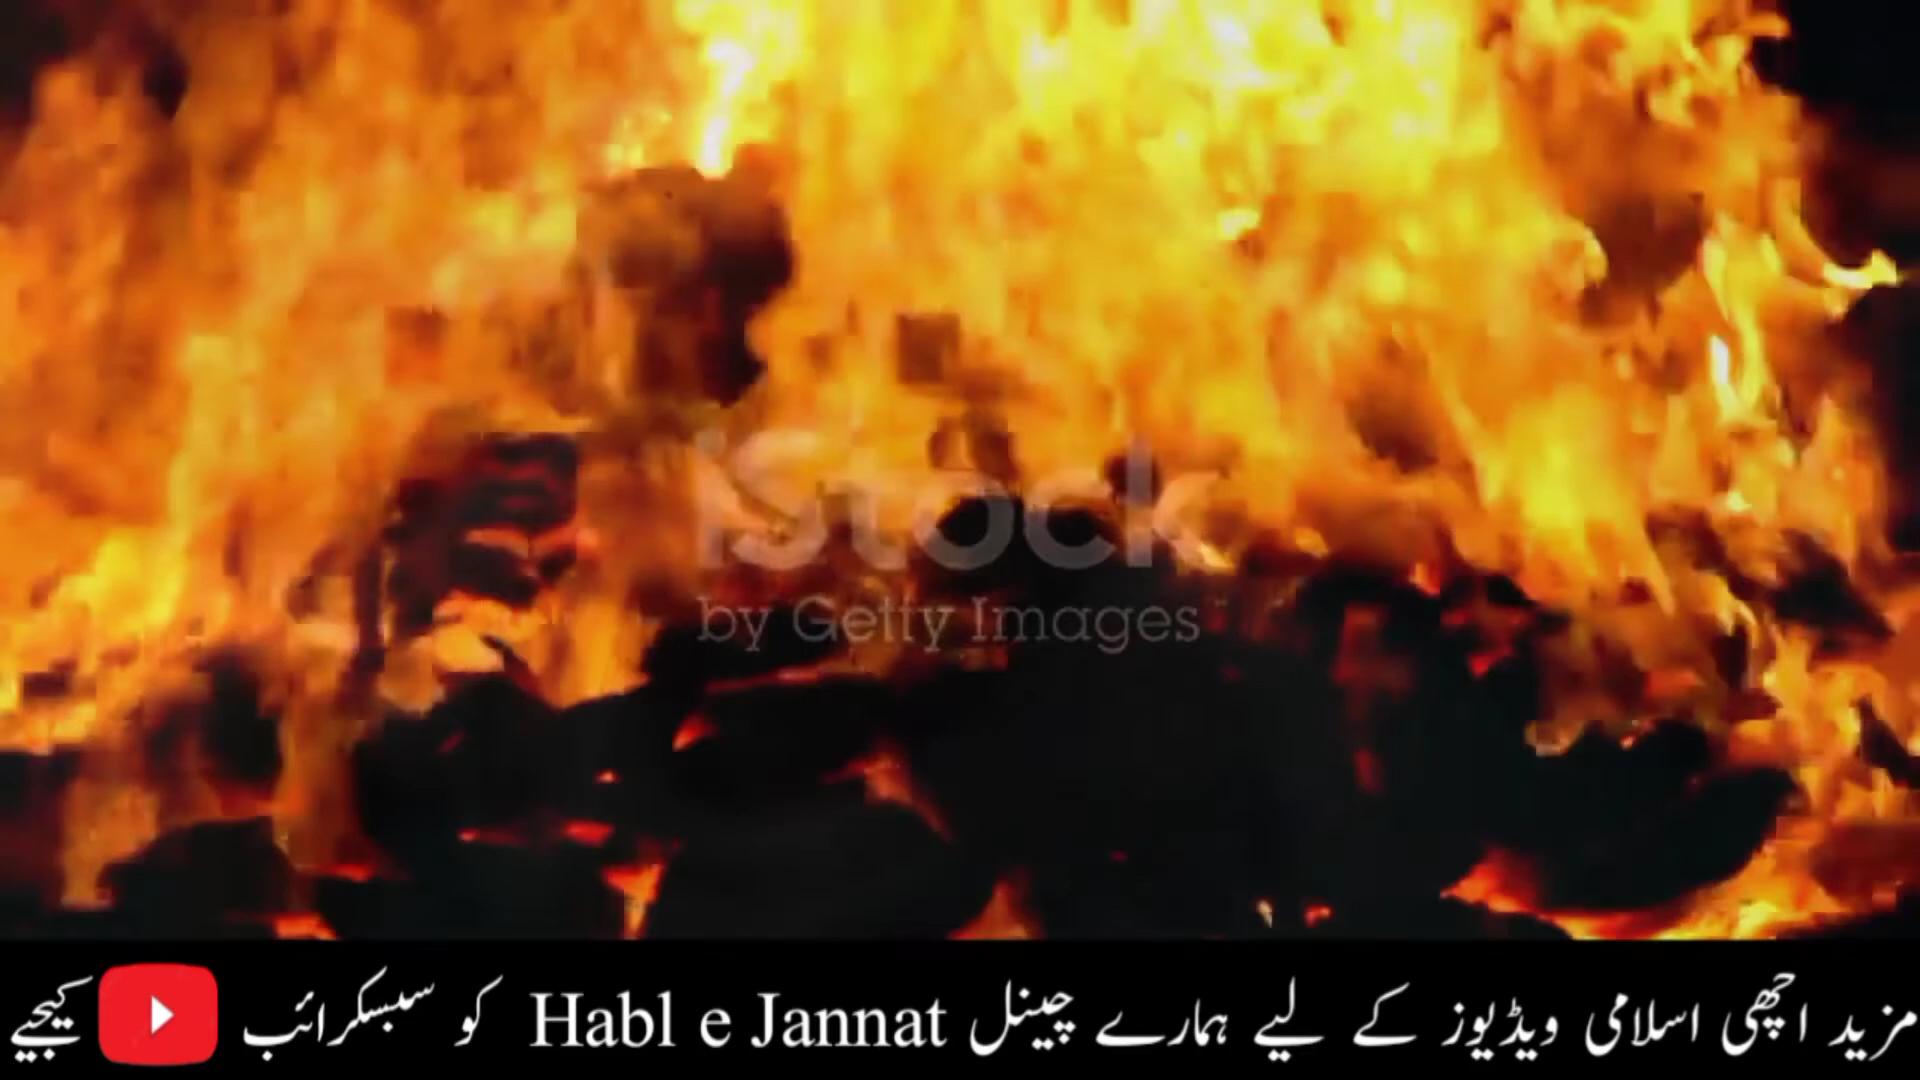 iStock
by Getty Images
مزید اچھی اسلامی ویڈیوز کے لیے ہمارے چینل Habl e Jannat کو سبسکرائب کیجیے